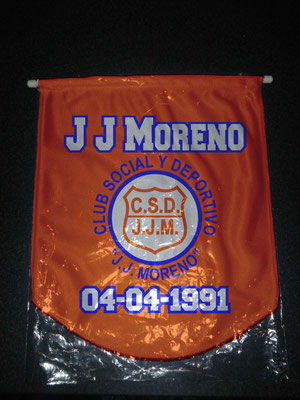 J J MORENO
CLUB SOCIAL Y DEPORTIVO
C.S.D.
J.J.M.
"J.J. MORENO"
04-04-1991